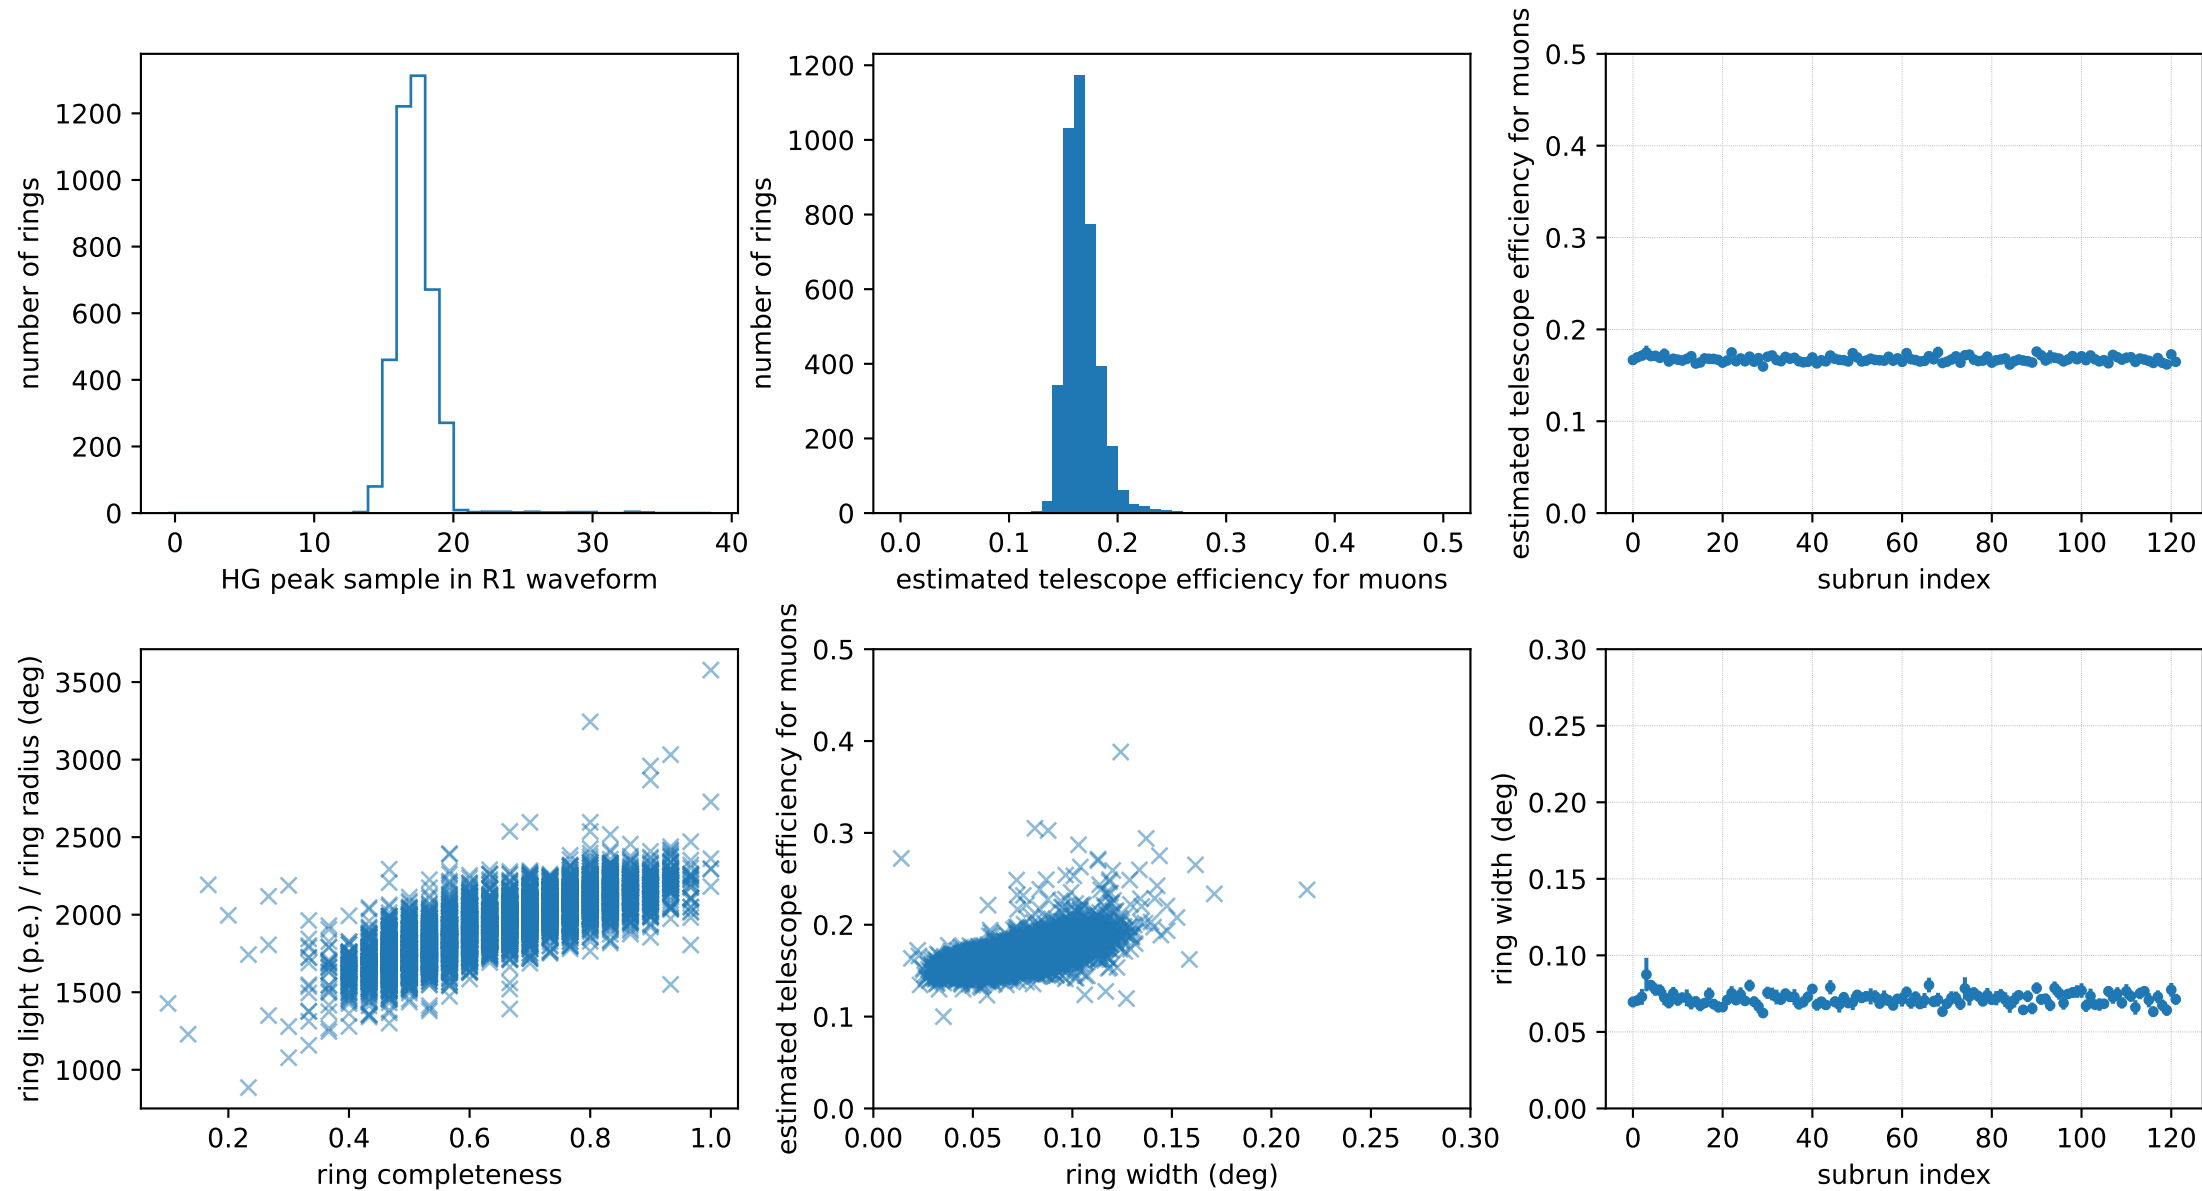 number of rings
1200
1000
800
600
400
200
0
0 10 20 30 40
HG peak sample in R1 waveform
number of rings
1200
1000
800
600
400
200
0
0.0 0.1 0.2 0.3 0.4 0.5
estimated telescope efficiency for muons
estimated telescope efficiency for muons
0.5
0.4
0.3
0.2
0.1
0.0
0 20 40 60 80 100 120
subrun index
ring light (p.e.) / ring radius (deg)
3500
3000
2500
2000
1500
1000
0.2 0.4 0.6 0.8 1.0
ring completeness
estimated telescope efficiency for muons
0.5
0.4
0.3
0.2
0.1
0.0
0.00 0.05 0.10 0.15 0.20 0.25 0.30
ring width (deg)
ring width (deg)
0.30
0.25
0.20
0.15
0.10
0.05
0.00
0 20 40 60 80 100 120
subrun index